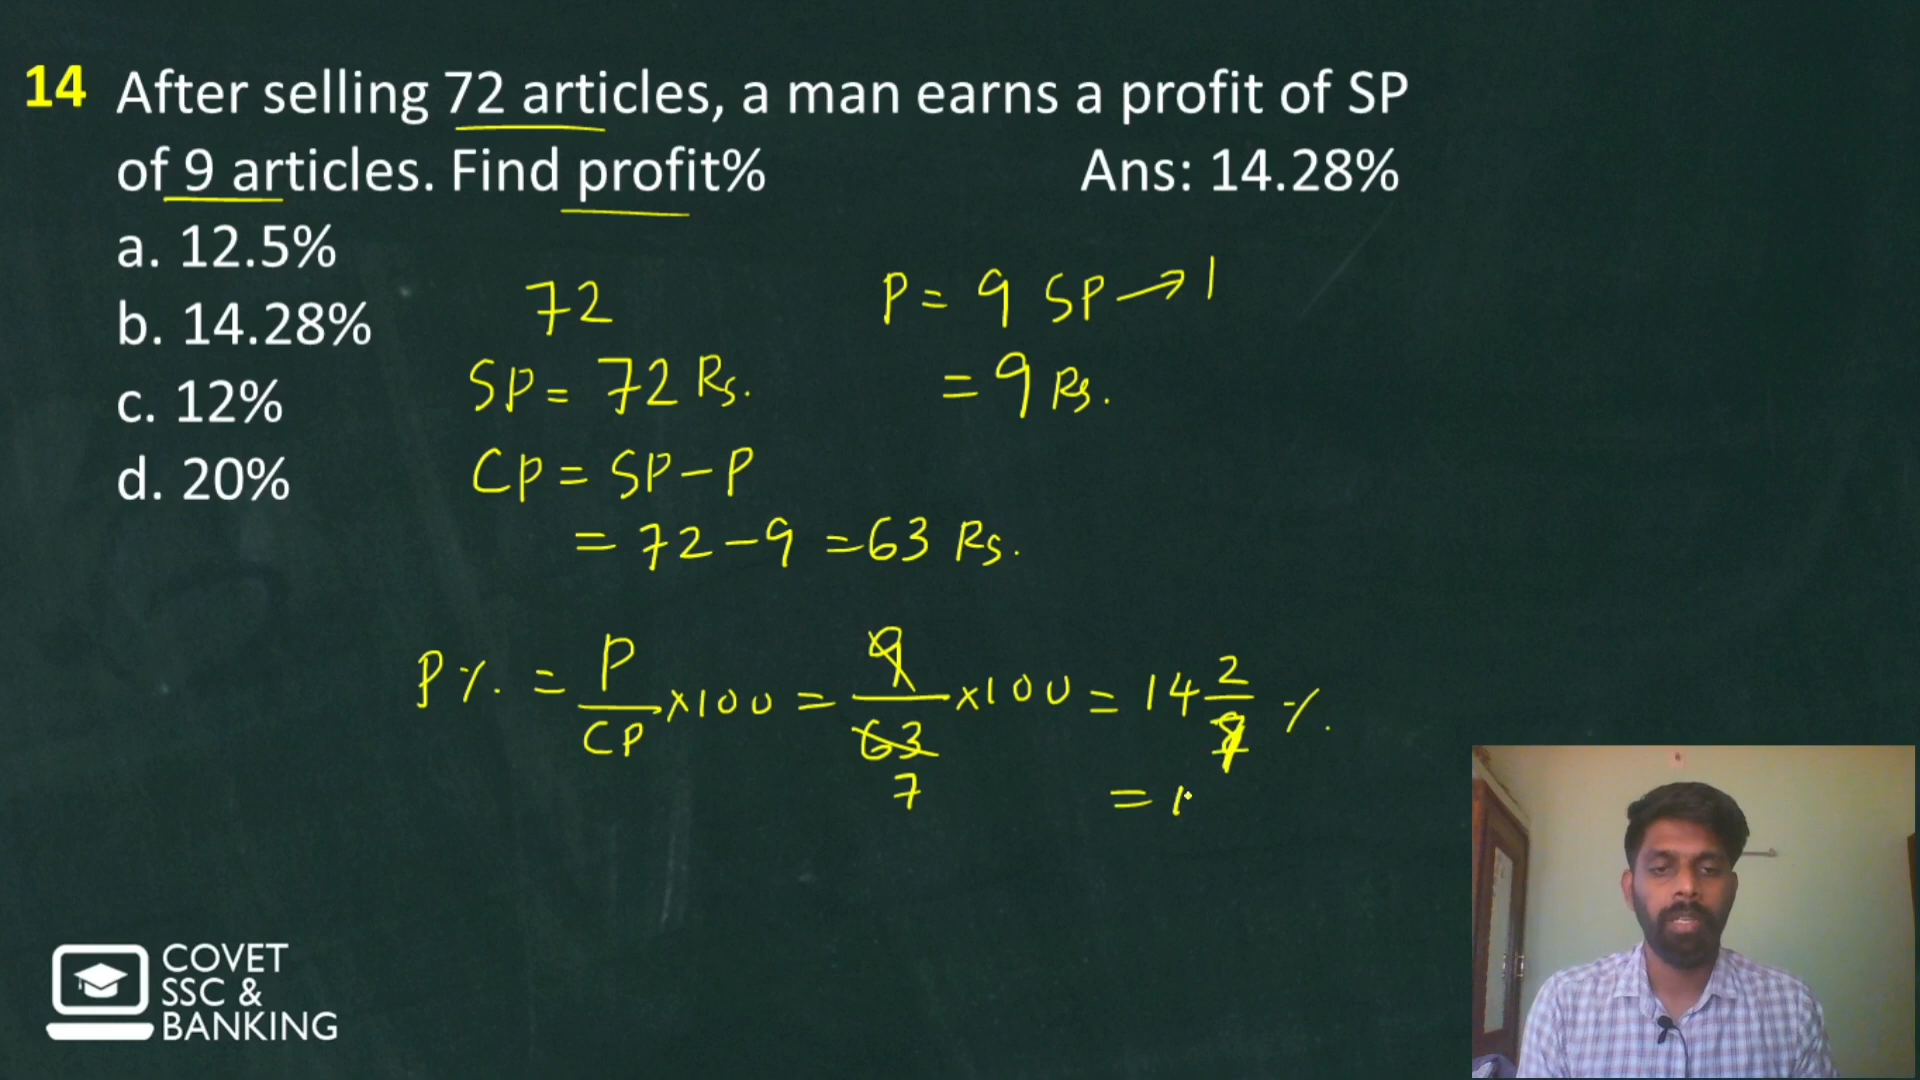 14 After selling 72 articles, a man earns a profit of SP
of 9 articles. Find profit% Ans: 14.28%
a. 12.5%
b. 14.28%
c. 12%
d. 20%
72
SP = 72 Rs.
P = 9 SP → 1
= 9 Rs.
CP = SP - P
= 72 - 9 = 63 Rs.
P% = P/CP × 100 = 9/63 × 100 = 14 2/7 %.
7
= 1
COVET
SSC &
BANKING